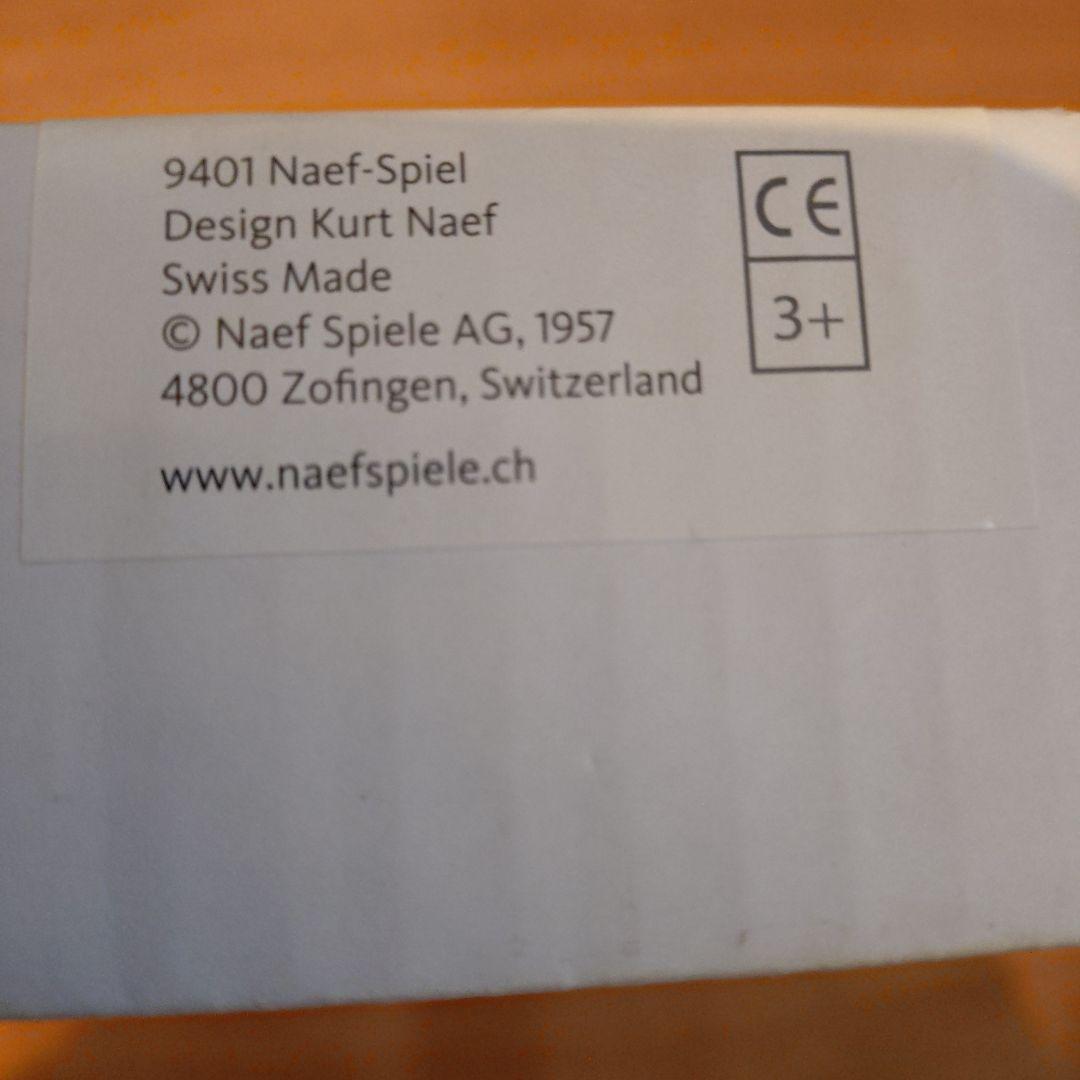 9401 Naef-Spiel
Design Kurt Naef
Swiss Made
© Naef Spiele AG, 1957
4800 Zofingen, Switzerland
www.naefspiele.ch
CE
3+